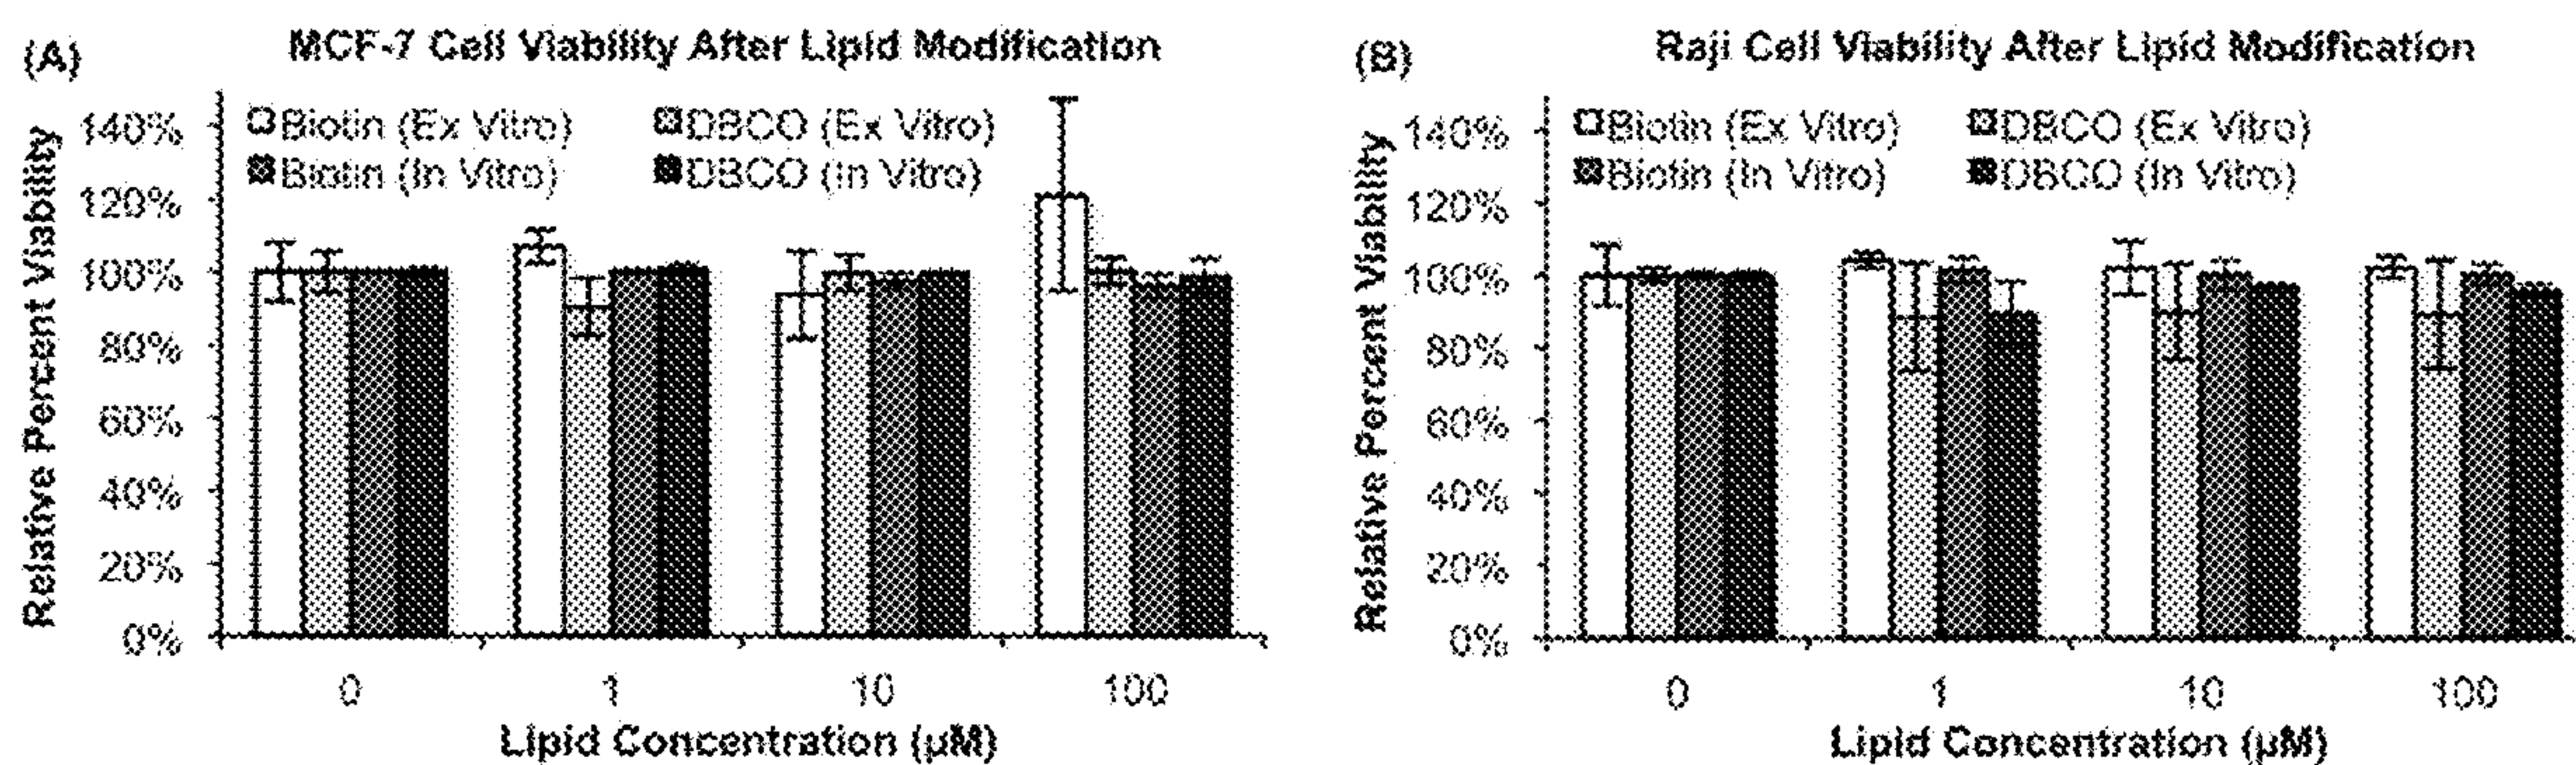 (A)
MCF-7 Cell Viability After Lipid Modification
Biotin (Ex Vitro) DBCO (Ex Vitro)
Biotin (In Vitro) DBCO (In Vitro)
Relative Percent Viability
140%
120%
100%
80%
60%
40%
20%
0%
0 1 10 100
Lipid Concentration (µM)
(B)
Raji Cell Viability After Lipid Modification
Biotin (Ex Vitro) DBCO (Ex Vitro)
Biotin (In Vitro) DBCO (In Vitro)
Relative Percent Viability
140%
120%
100%
80%
60%
40%
20%
0%
0 1 10 100
Lipid Concentration (µM)